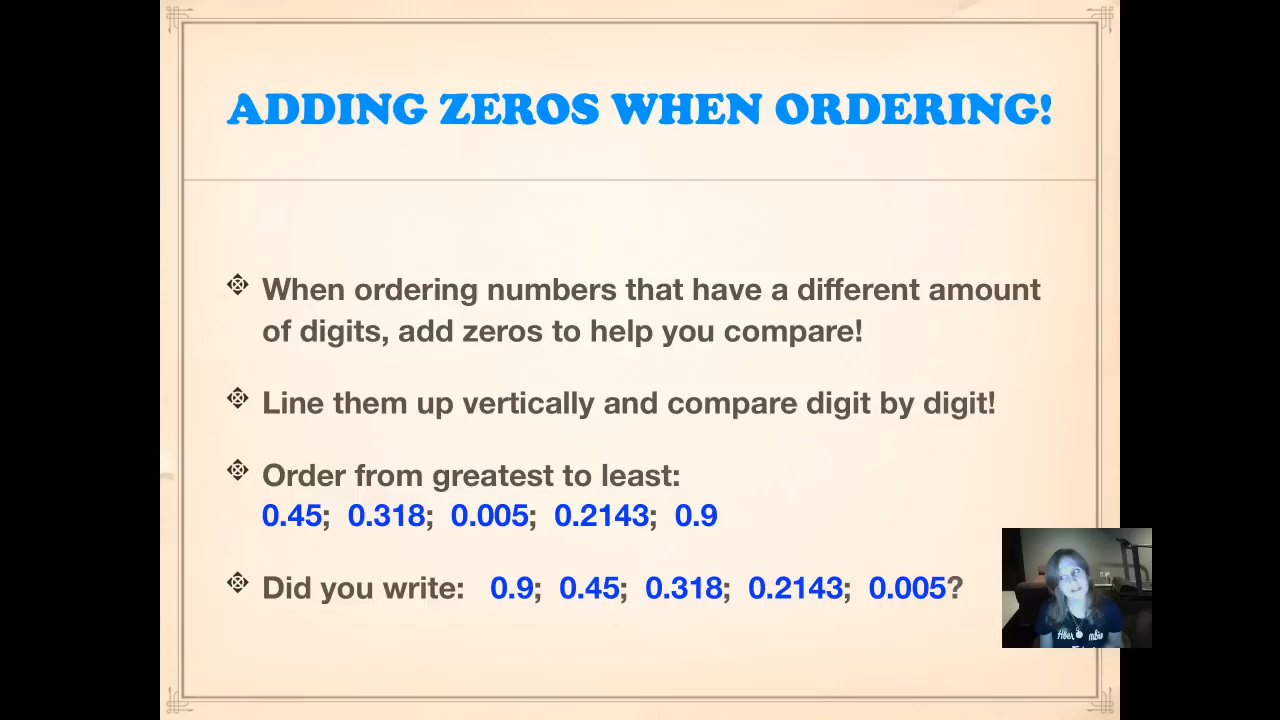 ADDING ZEROS WHEN ORDERING!
When ordering numbers that have a different amount
of digits, add zeros to help you compare!
Line them up vertically and compare digit by digit!
Order from greatest to least:
0.45; 0.318; 0.005; 0.2143; 0.9
Did you write: 0.9; 0.45; 0.318; 0.2143; 0.005?